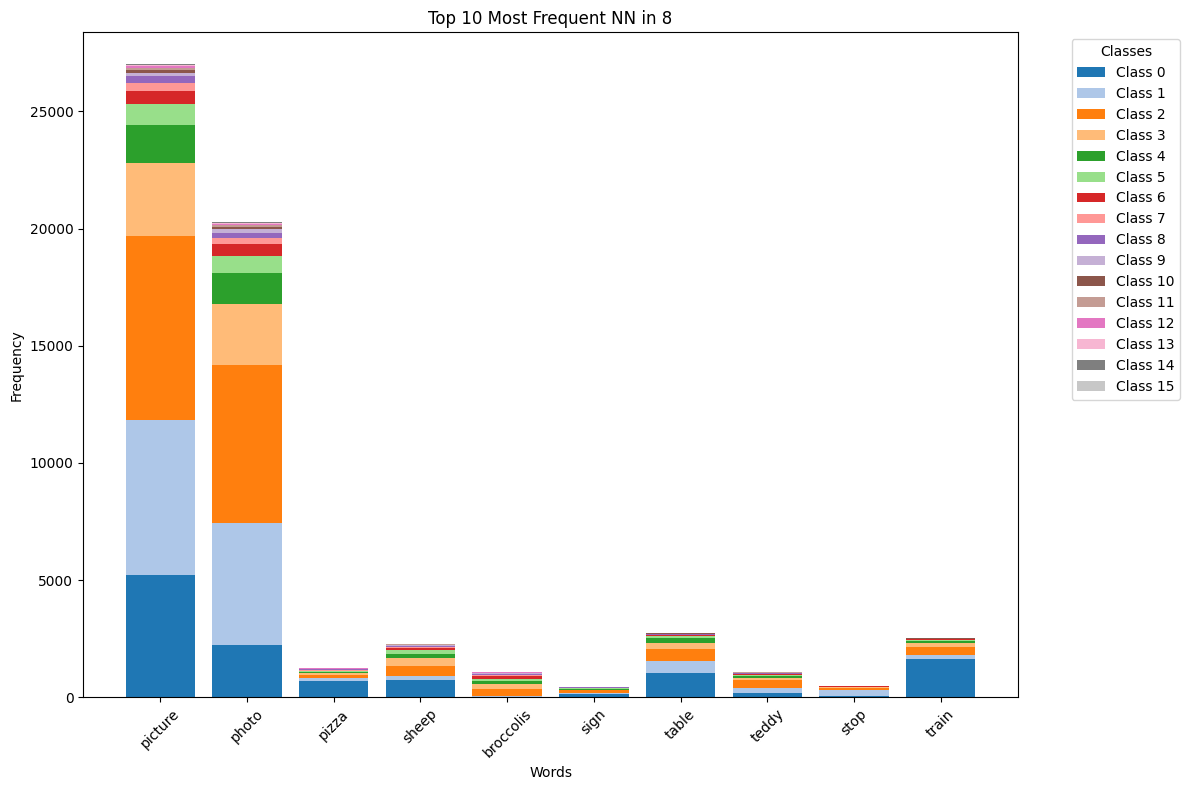 Top 10 Most Frequent NN in 8
Frequency
25000
20000
15000
10000
5000
0
picture
photo
pizza
sheep
broccolis
sign
table
teddy
stop
train
Words
Classes
Class 0
Class 1
Class 2
Class 3
Class 4
Class 5
Class 6
Class 7
Class 8
Class 9
Class 10
Class 11
Class 12
Class 13
Class 14
Class 15